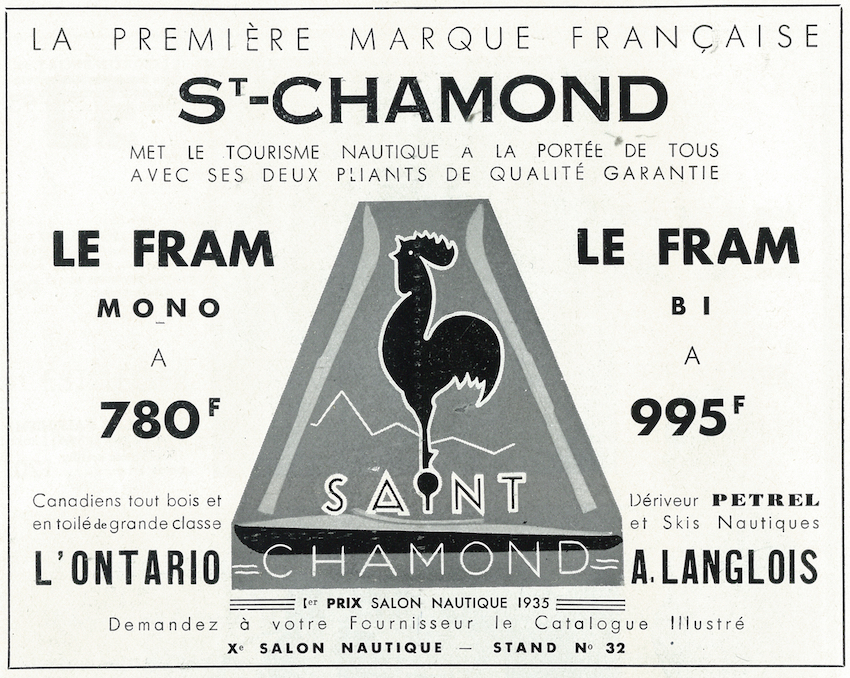 LA PREMIÈRE MARQUE FRANÇAISE
ST-CHAMOND
MET LE TOURISME NAUTIQUE A LA PORTÉE DE TOUS
AVEC SES DEUX PLIANTS DE QUALITÉ GARANTIE
LE FRAM
MONO
A
780F
LE FRAM
BI
A
995F
SAINT
CHAMOND
Canadiens tout bois et
en toilé de grande classe
L'ONTARIO
Dériveur PETREL
et Skis Nautiques
A. LANGLOIS
Ier PRIX SALON NAUTIQUE 1935
Demandez à votre Fournisseur le Catalogue Illustré
Xe SALON NAUTIQUE — STAND No 32